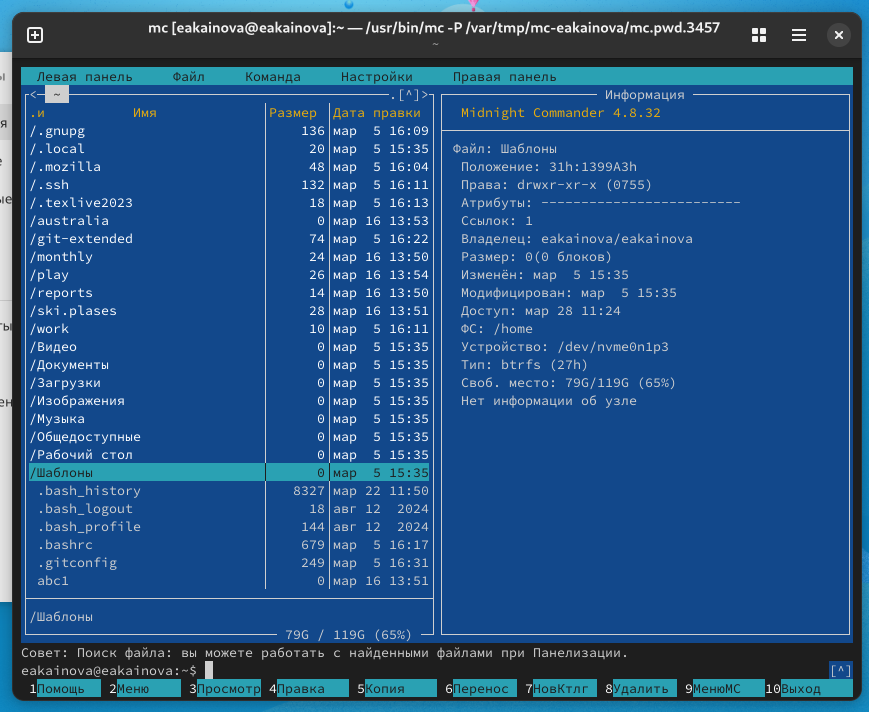 mc [eakainova@eakainova]:~ — /usr/bin/mc -P /var/tmp/mc-eakainova/mc.pwd.3457
~
Левая панель Файл Команда Настройки Правая панель
<─ ~ .[^]>
.и Имя Размер Дата правки
/.gnupg 136 мар 5 16:09
/.local 20 мар 5 15:35
/.mozilla 48 мар 5 16:04
/.ssh 132 мар 5 16:11
/.texlive2023 18 мар 5 16:13
/australia 0 мар 16 13:53
/git-extended 74 мар 5 16:22
/monthly 24 мар 16 13:50
/play 26 мар 16 13:54
/reports 14 мар 16 13:50
/ski.plases 28 мар 16 13:51
/work 10 мар 5 16:11
/Видео 0 мар 5 15:35
/Документы 0 мар 5 15:35
/Загрузки 0 мар 5 15:35
/Изображения 0 мар 5 15:35
/Музыка 0 мар 5 15:35
/Общедоступные 0 мар 5 15:35
/Рабочий стол 0 мар 5 15:35
/Шаблоны 0 мар 5 15:35
.bash_history 8327 мар 22 11:50
.bash_logout 18 авг 12 2024
.bash_profile 144 авг 12 2024
.bashrc 679 мар 5 16:17
.gitconfig 249 мар 5 16:31
abc1 0 мар 16 13:51
/Шаблоны
79G / 119G (65%)
Информация
Midnight Commander 4.8.32
Файл: Шаблоны
Положение: 31h:1399A3h
Права: drwxr-xr-x (0755)
Атрибуты: -------------------------
Ссылок: 1
Владелец: eakainova/eakainova
Размер: 0(0 блоков)
Изменён: мар 5 15:35
Модифицирован: мар 5 15:35
Доступ: мар 28 11:24
ФС: /home
Устройство: /dev/nvme0n1p3
Тип: btrfs (27h)
Своб. место: 79G/119G (65%)
Нет информации об узле
Совет: Поиск файла: вы можете работать с найденными файлами при Панелизации.
eakainova@eakainova:~$
[^]
1Помощь 2Меню 3Просмотр 4Правка 5Копия 6Перенос 7НовКтлг 8Удалить 9МенюМС 10Выход